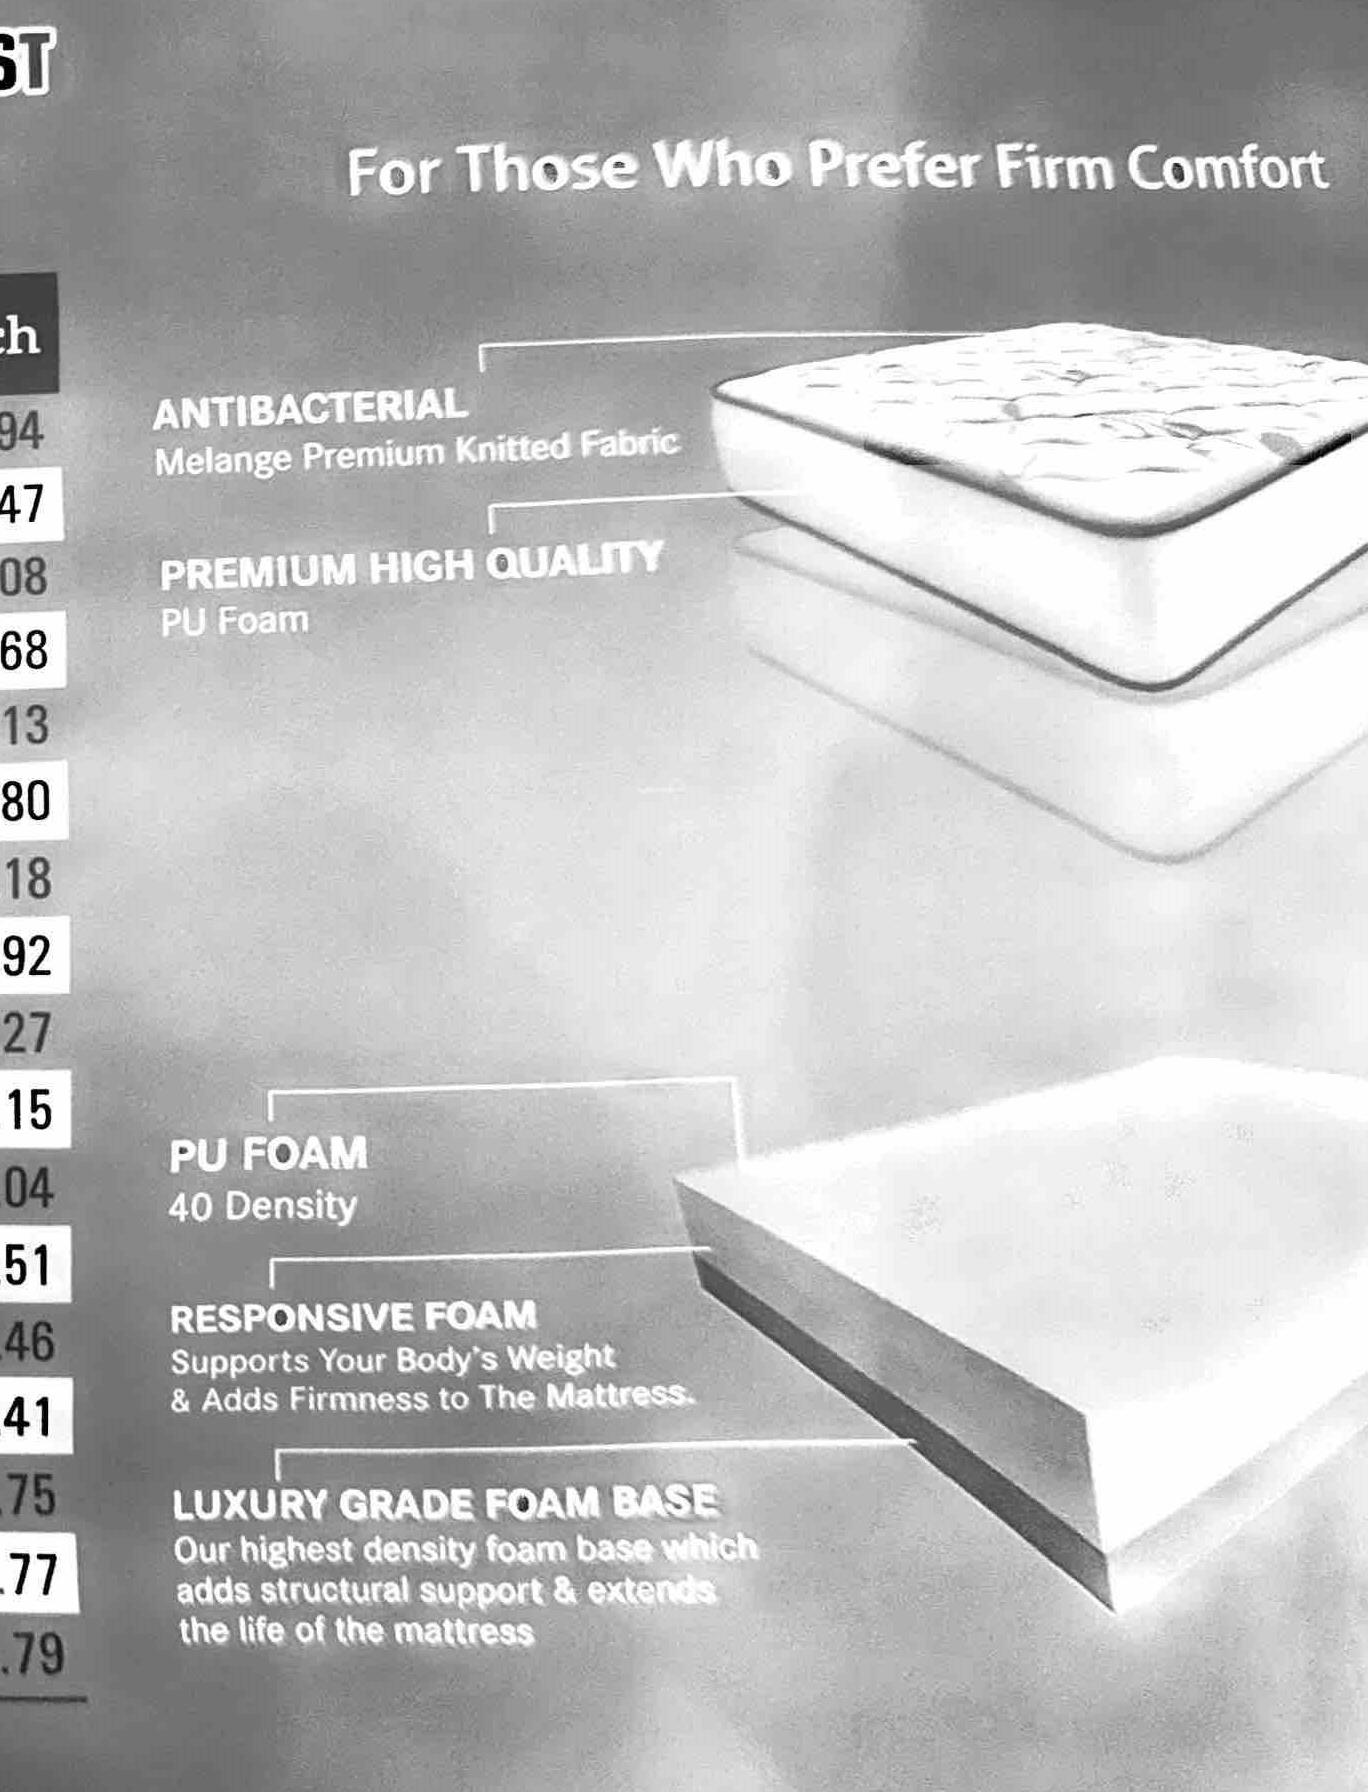 ST
ch
94
47
08
68
13
80
18
92
27
15
04
51
.46
.41
.75
.77
.79
For Those Who Prefer Firm Comfort
ANTIBACTERIAL
Melange Premium Knitted Fabric
PREMIUM HIGH QUALITY
PU Foam
PU FOAM
40 Density
RESPONSIVE FOAM
Supports Your Body's Weight
& Adds Firmness to The Mattress.
LUXURY GRADE FOAM BASE
Our highest density foam base which
adds structural support & extends
the life of the mattress